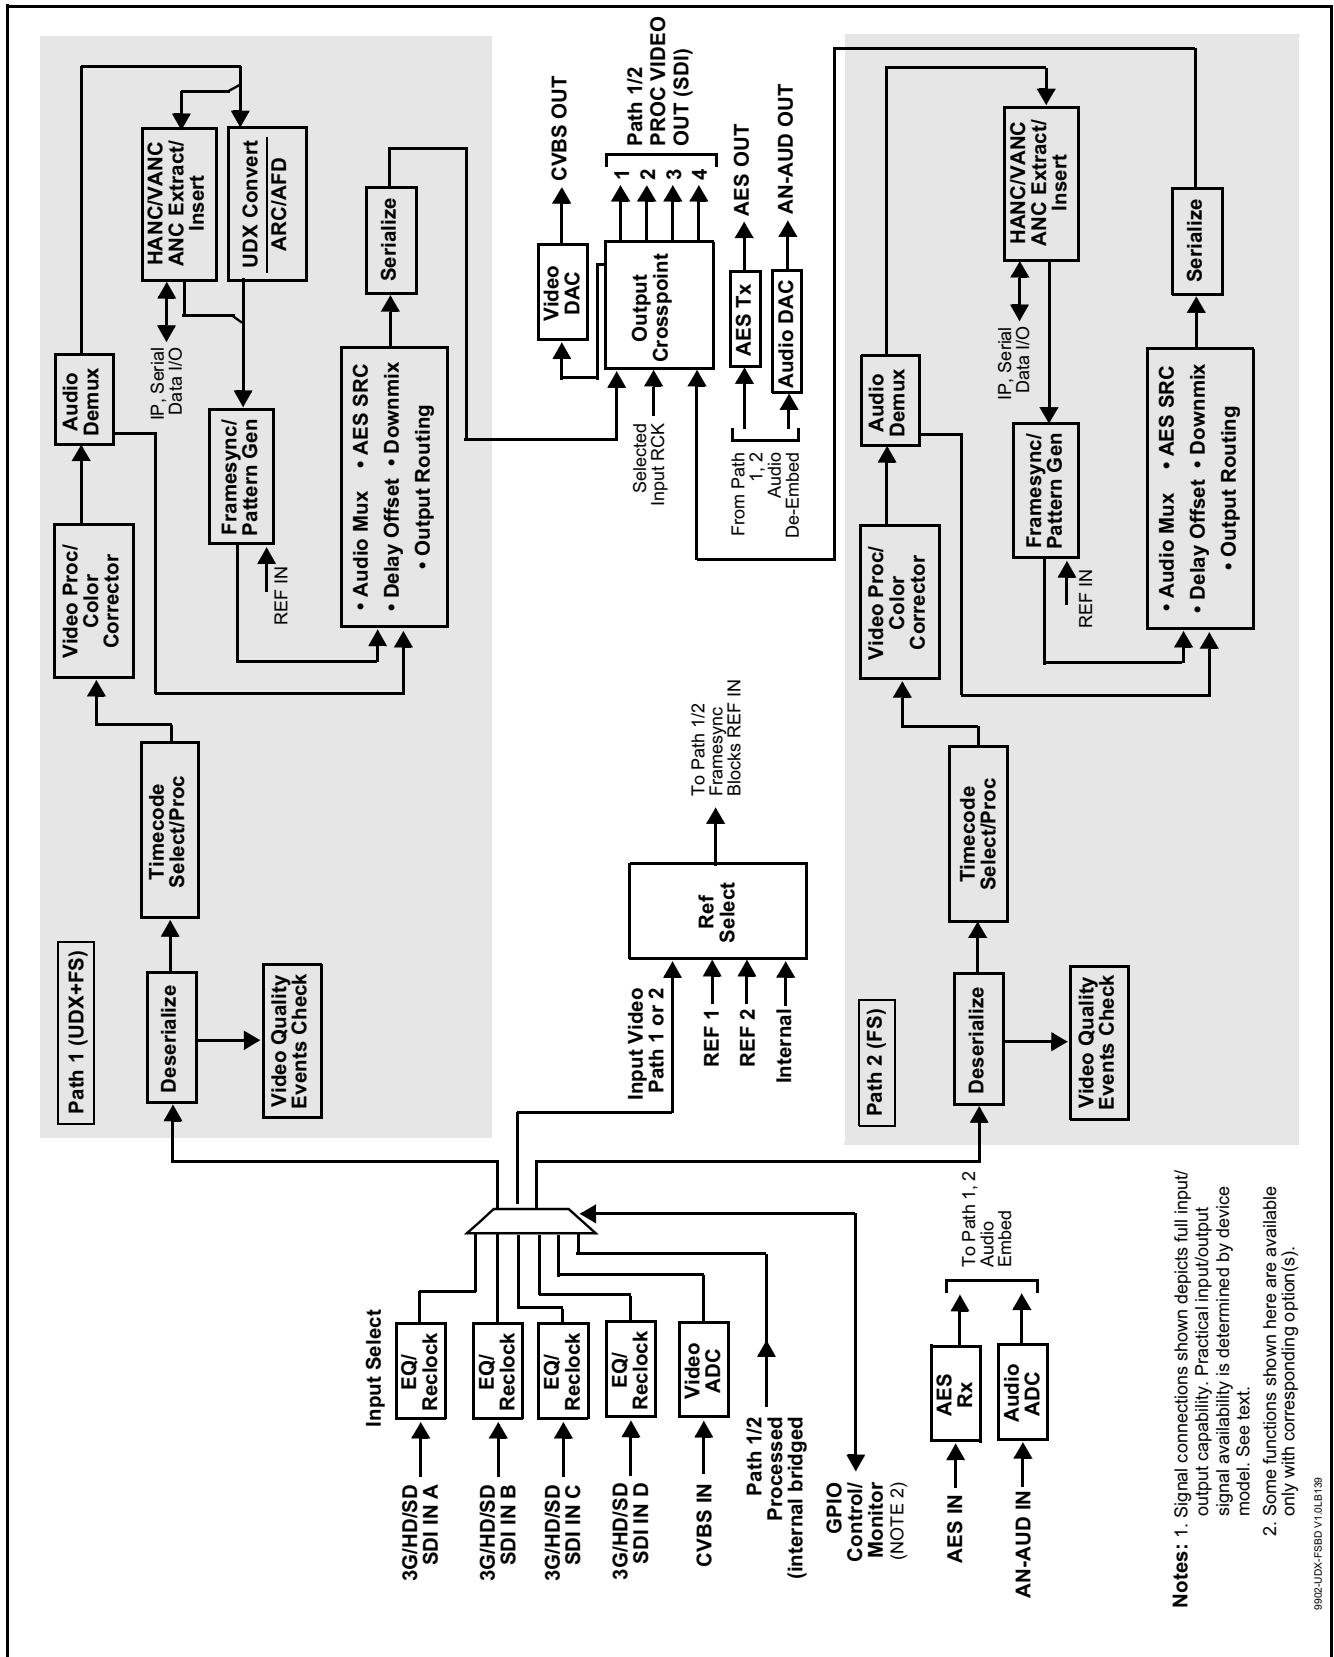 Path 1 (UDX+FS)
Deserialize
Video Quality
Events Check
Timecode
Select/Proc
Video Proc/
Color
Corrector
Audio
Demux
HANC/VANC
ANC Extract/
Insert
UDX Convert
ARC/AFD
IP, Serial
Data I/O
Framesync/
Pattern Gen
REF IN
• Audio Mux • AES SRC
• Delay Offset • Downmix
• Output Routing
Serialize
Input Select
3G/HD/SD
SDI IN A
EQ/
Reclock
3G/HD/SD
SDI IN B
EQ/
Reclock
3G/HD/SD
SDI IN C
EQ/
Reclock
3G/HD/SD
SDI IN D
EQ/
Reclock
CVBS IN
Video
ADC
Path 1/2
Processed
(internal bridged)
GPIO
Control/
Monitor
(NOTE 2)
AES IN
AES
Rx
AN-AUD IN
Audio
ADC
To Path 1, 2
Audio
Embed
Input Video
Path 1 or 2
REF 1
REF 2
Internal
Ref
Select
To Path 1/2
Framesync
Blocks REF IN
Video
DAC
CVBS OUT
Selected
Input RCK
Output
Crosspoint
1
2
3
4
Path 1/2
PROC VIDEO
OUT (SDI)
From Path
1, 2
Audio
De-Embed
AES Tx
AES OUT
Audio DAC
AN-AUD OUT
Path 2 (FS)
Deserialize
Video Quality
Events Check
Timecode
Select/Proc
Video Proc/
Color
Corrector
Audio
Demux
HANC/VANC
ANC Extract/
Insert
IP, Serial
Data I/O
Framesync/
Pattern Gen
REF IN
• Audio Mux • AES SRC
• Delay Offset • Downmix
• Output Routing
Serialize
Notes: 1. Signal connections shown depicts full input/
output capability. Practical input/output
signal availability is determined by device
model. See text.
2. Some functions shown here are available
only with corresponding option(s).
9902-UDX-FSBD V1.0LB139